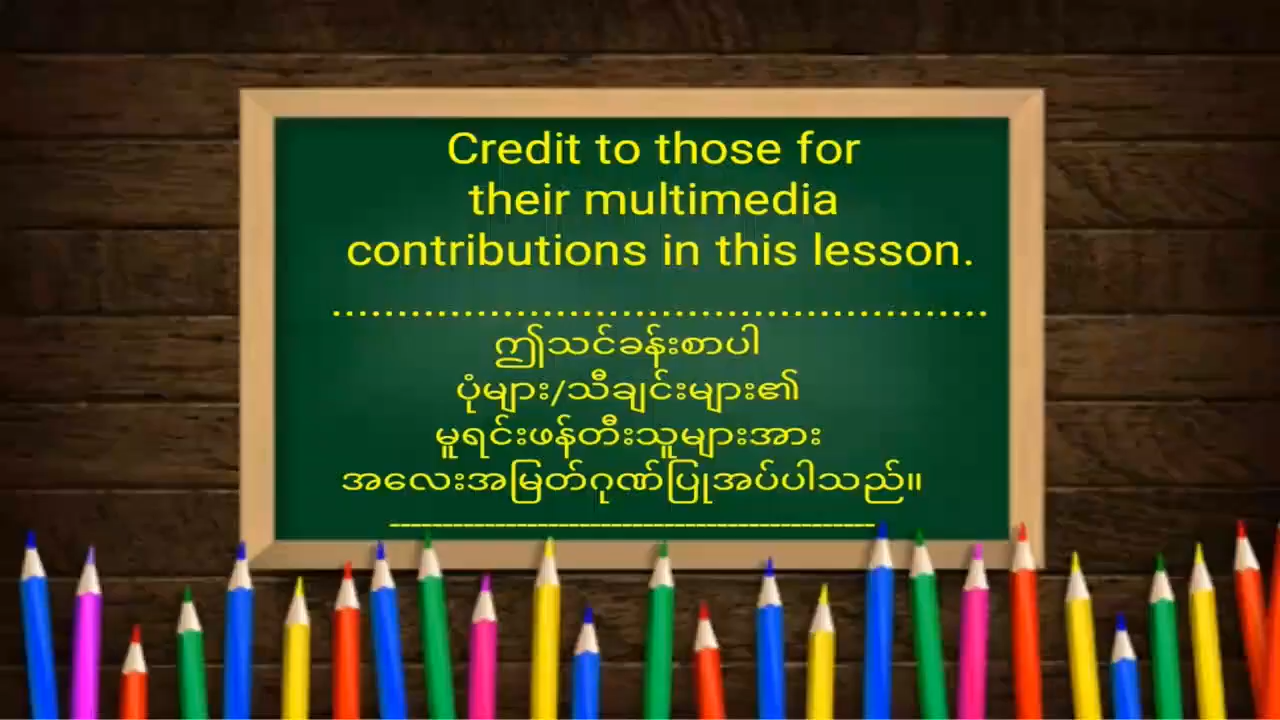 Credit to those for
their multimedia
contributions in this lesson.
..................................................
ဤသင်ခန်းစာပါ
ပုံများ/သီချင်းများ၏
မူရင်းဖန်တီးသူများအား
အလေးအမြတ်ဂုဏ်ပြုအပ်ပါသည်။
--------------------------------------------------